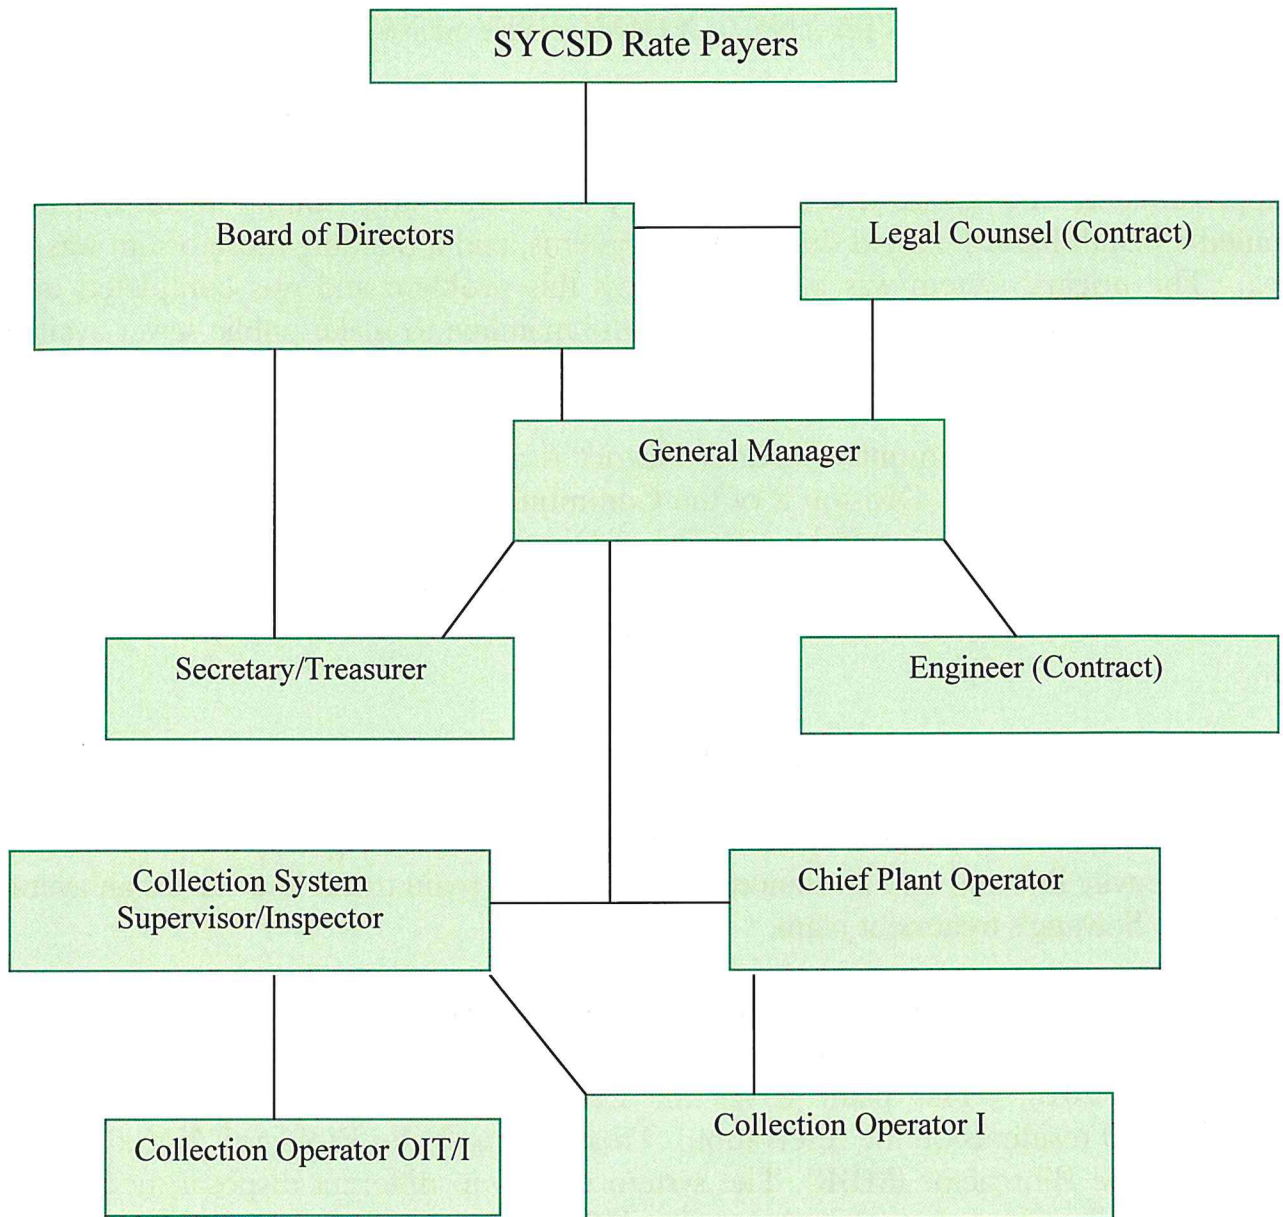 SYCSD Rate Payers
Board of Directors
Legal Counsel (Contract)
General Manager
Secretary/Treasurer
Engineer (Contract)
Collection System
Supervisor/Inspector
Chief Plant Operator
Collection Operator OIT/I
Collection Operator I